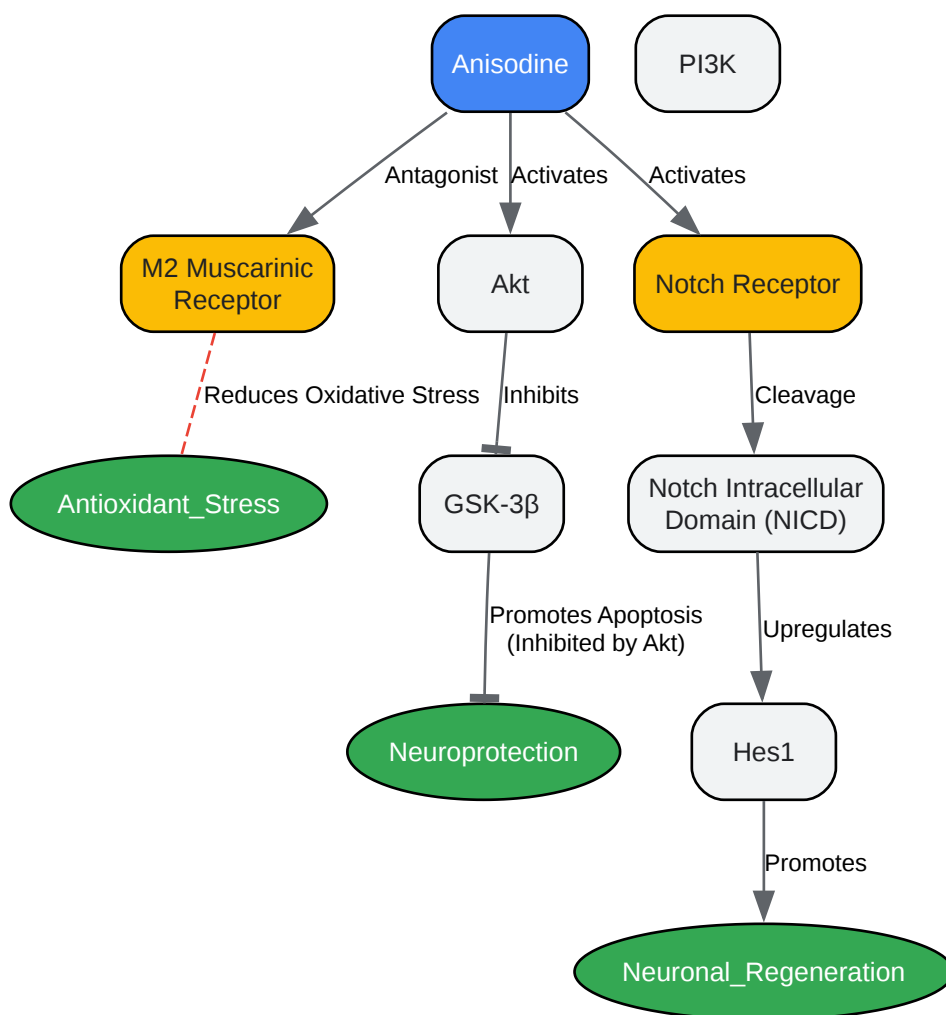 Anisodine
PI3K
Antagonist
Activates
Activates
M2 Muscarinic
Receptor
Akt
Notch Receptor
Reduces Oxidative Stress
Inhibits
Cleavage
Antioxidant_Stress
GSK-3β
Notch Intracellular
Domain (NICD)
Promotes Apoptosis
(Inhibited by Akt)
Upregulates
Neuroprotection
Hes1
Promotes
Neuronal_Regeneration